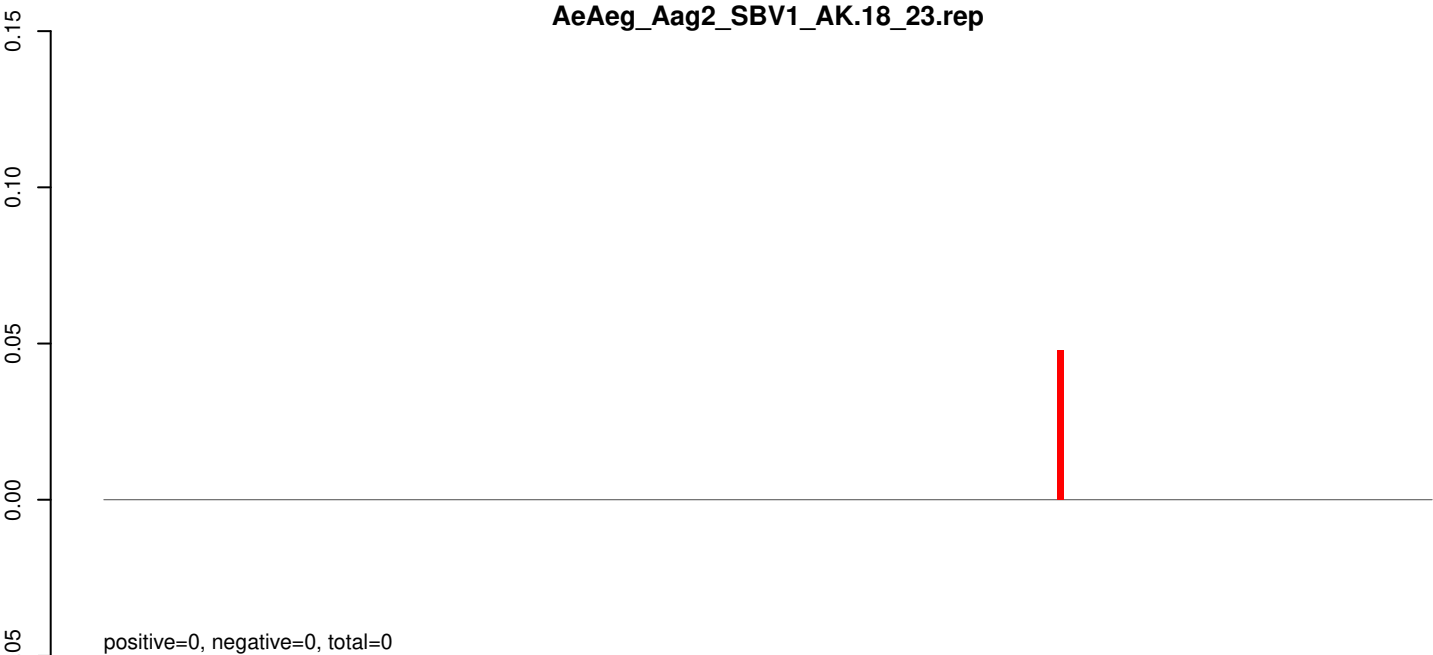 AeAeg_Aag2_SBV1_AK.18_23.rep
0.15
0.10
0.05
0.00
05
positive=0, negative=0, total=0